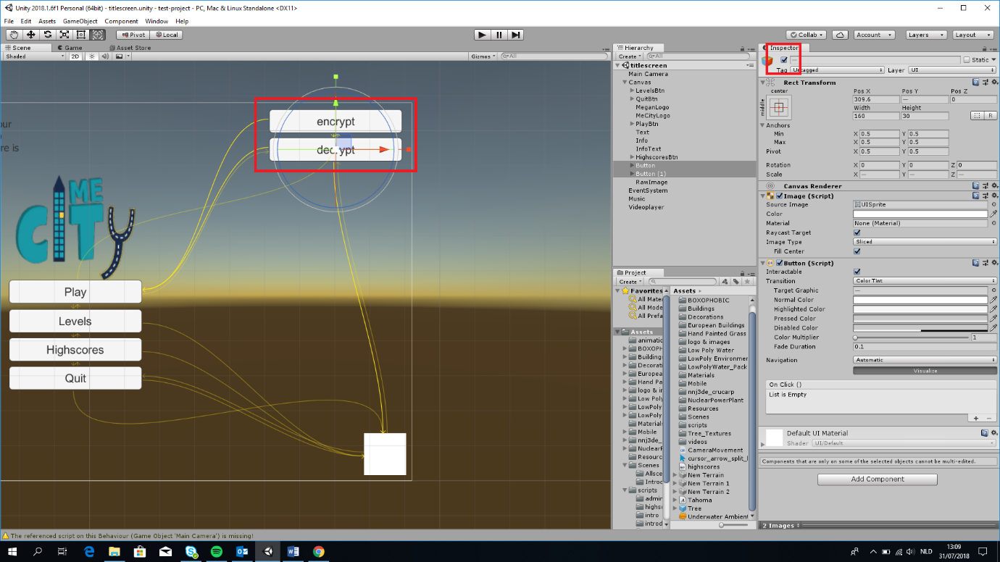 Unity 2018.1.6f1 Personal (64bit) - titlescreen.unity - test-project - PC, Mac & Linux Standalone <DX11>
File Edit Assets GameObject Component Window Help
Pivot Local Collab Account Layers Layout
Scene Game Asset Store
Shaded 2D Gizmos All
our
o
ere is
encrypt
decrypt
ME
CITy
Play
Levels
Highscores
Quit
Hierarchy
Create All
titlescreen
Main Camera
Canvas
LevelsBtn
QuitBtn
MeganLogo
MeCityLogo
PlayBtn
Text
Info
InfoText
HighscoresBtn
Button
Button (1)
RawImage
EventSystem
Music
Videoplayer
Project
Create
Favorites
All Mater
All Mode
All Prefa
Assets
animatio
BOXOPHO
Buildings
Decorati
Europea
Hand Pa
logo & i
Low Poly
LowPoly
LowPoly
Materials
Mobile
nnj3de_
NuclearF
Resourc
Scenes
Allsce
Introc
scripts
admir
highsc
intro
introd
Assets
BOXOPHOBIC
Buildings
Decorations
European Buildings
Hand Painted Grass
logo & images
Low Poly Water
LowPoly Environme
LowPolyWater_Pack
Materials
Mobile
nnj3de_crucarp
NuclearPowerPlant
Resources
Scenes
scripts
Tree_Textures
videos
CameraMovement
cursor_arrow_split_
highscores
New Terrain
New Terrain 1
New Terrain 2
Tahoma
Tree
Underwater Ambien
Inspector
— Static
Tag Untagged Layer UI
Rect Transform
center Pos X Pos Y Pos Z
middle 309.6 — 0
Width Height
160 30 R
Anchors
Min X 0.5 Y 0.5
Max X 0.5 Y 0.5
Pivot X 0.5 Y 0.5
Rotation X 0 Y 0 Z 0
Scale X — Y — Z —
Canvas Renderer
Image (Script)
Source Image UISprite
Color
Material None (Material)
Raycast Target
Image Type Sliced
Fill Center
Button (Script)
Interactable
Transition Color Tint
Target Graphic —
Normal Color
Highlighted Color
Pressed Color
Disabled Color
Color Multiplier 1
Fade Duration 0.1
Navigation Automatic
Visualize
On Click ()
List is Empty
+ −
Default UI Material
Shader UI/Default
Components that are only on some of the selected objects cannot be multi-edited.
Add Component
2 Images
The referenced script on this Behaviour (Game Object 'Main Camera') is missing!
NLD
13:09
31/07/2018